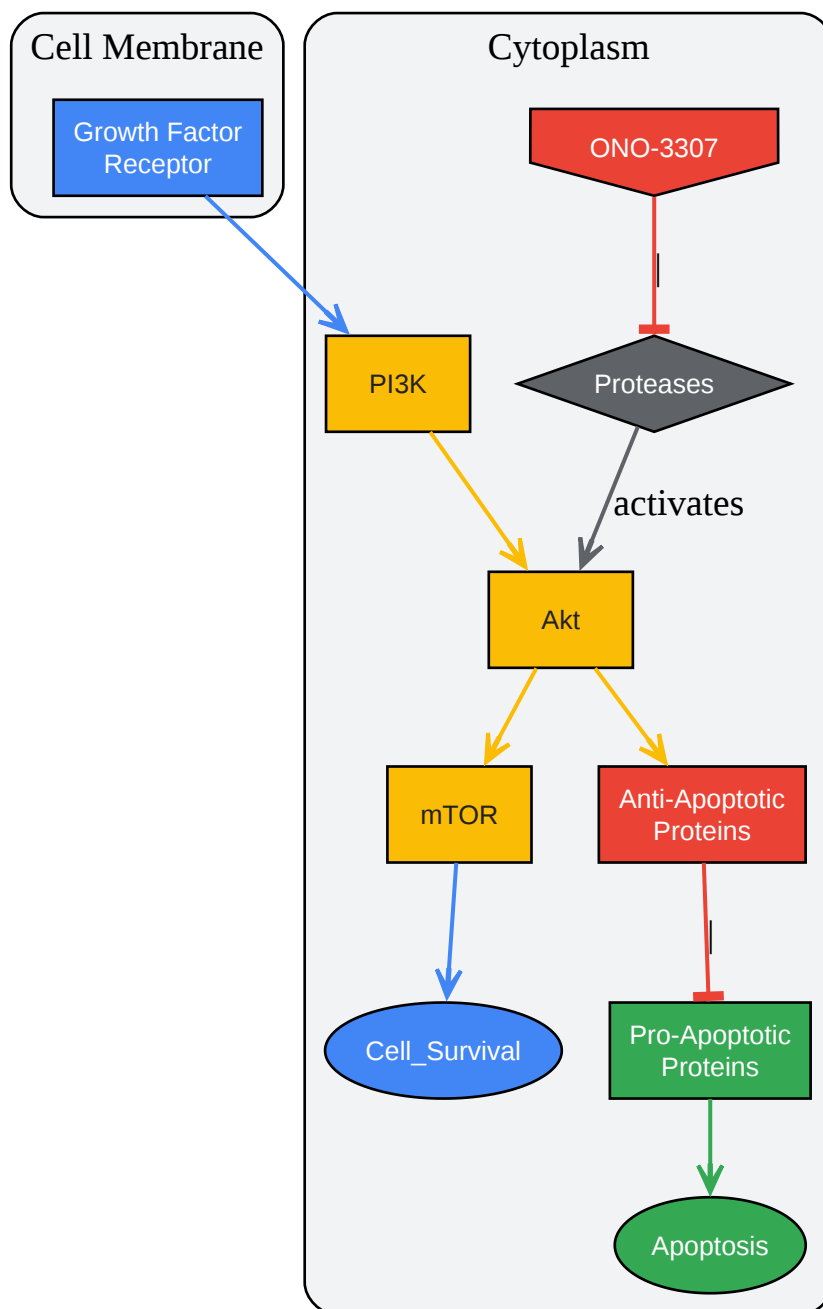 Cell Membrane
Cytoplasm
Growth Factor
Receptor
ONO-3307
|
PI3K
Proteases
activates
Akt
mTOR
Anti-Apoptotic
Proteins
|
Cell_Survival
Pro-Apoptotic
Proteins
Apoptosis